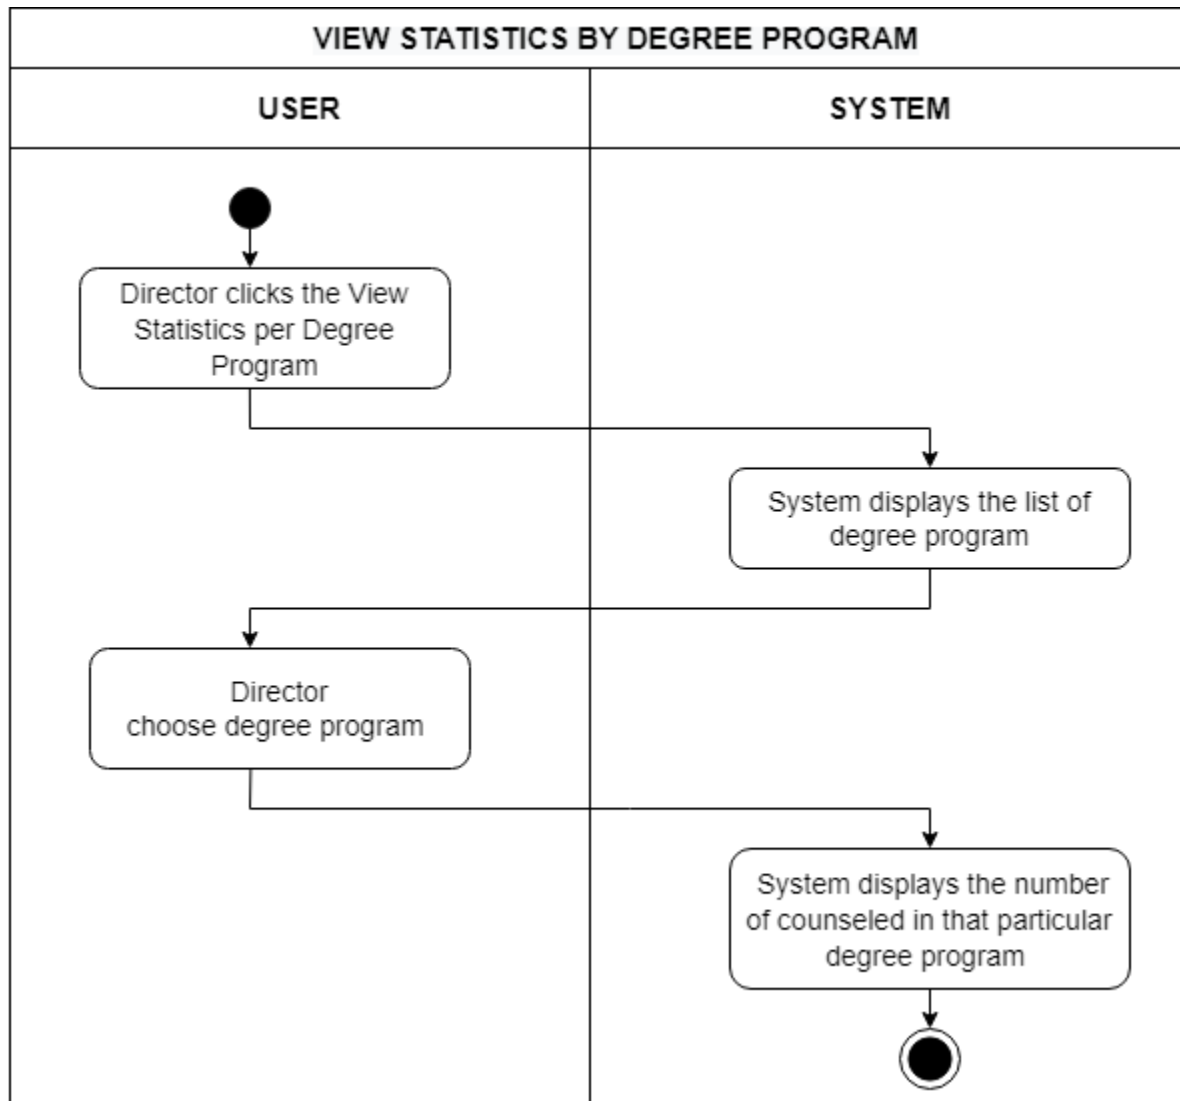 VIEW STATISTICS BY DEGREE PROGRAM
USER
SYSTEM
Director clicks the View
Statistics per Degree
Program
System displays the list of
degree program
Director
choose degree program
System displays the number
of counseled in that particular
degree program